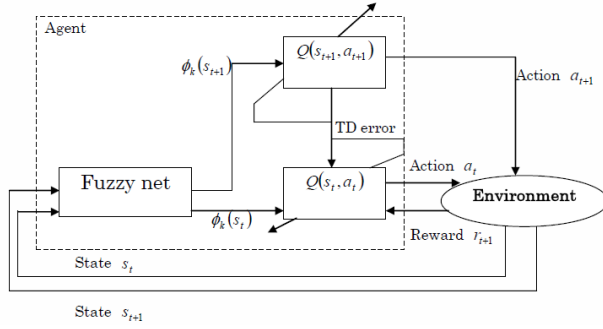 Agent
Q(s_{t+1}, a_{t+1})
ϕ_k(s_{t+1})
Action a_{t+1}
TD error
Fuzzy net
Q(s_t, a_t)
Action a_t
Environment
ϕ_k(s_t)
Reward r_{t+1}
State s_t
State s_{t+1}